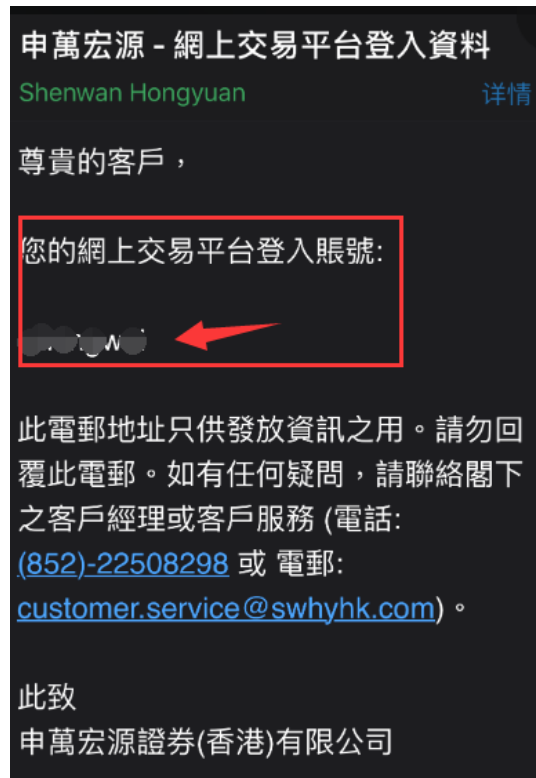 申萬宏源 - 網上交易平台登入資料
Shenwan Hongyuan
详情
尊貴的客戶，
您的網上交易平台登入賬號:
此電郵地址只供發放資訊之用。請勿回
覆此電郵。如有任何疑問，請聯絡閣下
之客戶經理或客戶服務 (電話:
(852)-22508298 或 電郵:
customer.service@swhyhk.com)。
此致
申萬宏源證券(香港)有限公司